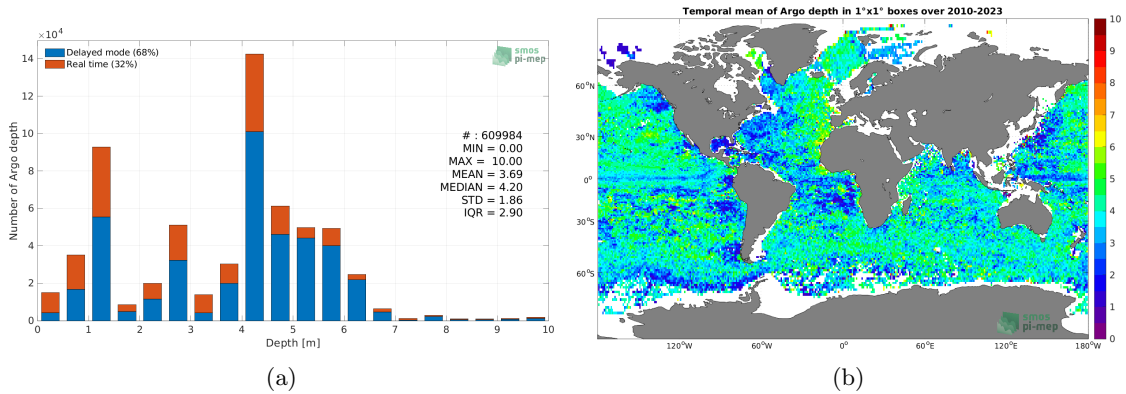 ×10⁴
Delayed mode (68%)
Real time (32%)
smos
pi-mep
14
12
10
8
6
4
2
0
Number of Argo depth
# : 609984
MIN = 0.00
MAX = 10.00
MEAN = 3.69
MEDIAN = 4.20
STD = 1.86
IQR = 2.90
0 1 2 3 4 5 6 7 8 9 10
Depth [m]
(a)
Temporal mean of Argo depth in 1°x1° boxes over 2010-2023
60°N
30°N
0°
30°S
60°S
120°W 60°W 0° 60°E 120°E 180°W
smos
pi-mep
10
9
8
7
6
5
4
3
2
1
0
(b)